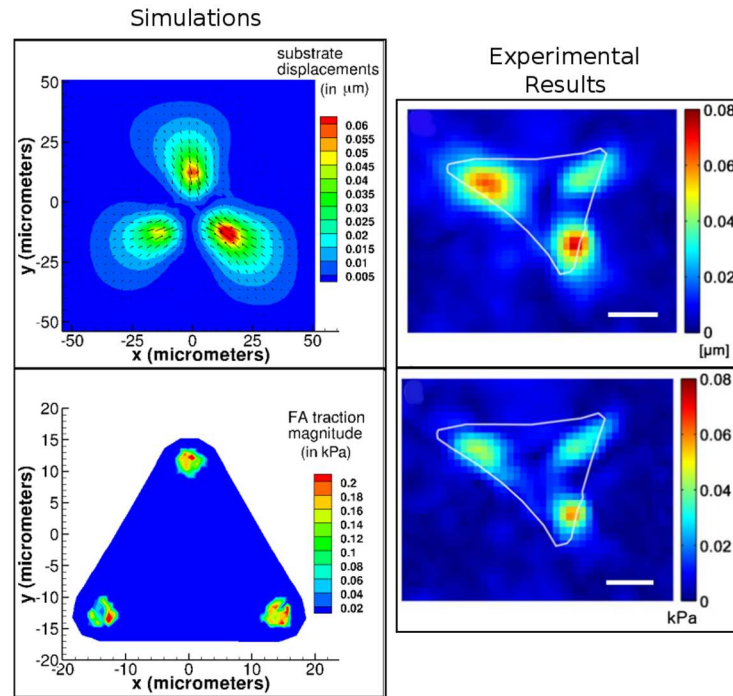 Simulations
substrate
displacements
(in μm)
50
25
0
-25
-50
y (micrometers)
-50 -25 0 25 50
x (micrometers)
0.06
0.055
0.05
0.045
0.04
0.035
0.03
0.025
0.02
0.015
0.01
0.005
Experimental
Results
0.08
0.06
0.04
0.02
0
[μm]
FA traction
magnitude
(in kPa)
20
15
10
5
0
-5
-10
-15
-20
y (micrometers)
-20 -10 0 10 20
x (micrometers)
0.2
0.18
0.16
0.14
0.12
0.1
0.08
0.06
0.04
0.02
0.08
0.06
0.04
0.02
0
kPa